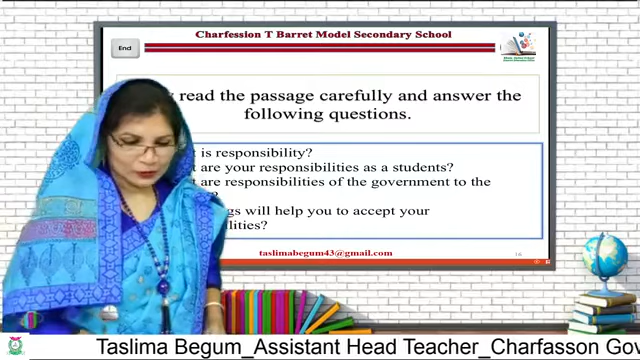 Charfession T Barret Model Secondary School
End
read the passage carefully and answer the
following questions.
is responsibility?
are your responsibilities as a students?
are responsibilities of the government to the
will help you to accept your
taslimabegum43@gmail.com
16
Taslima Begum_Assistant Head Teacher_Charfasson Gov